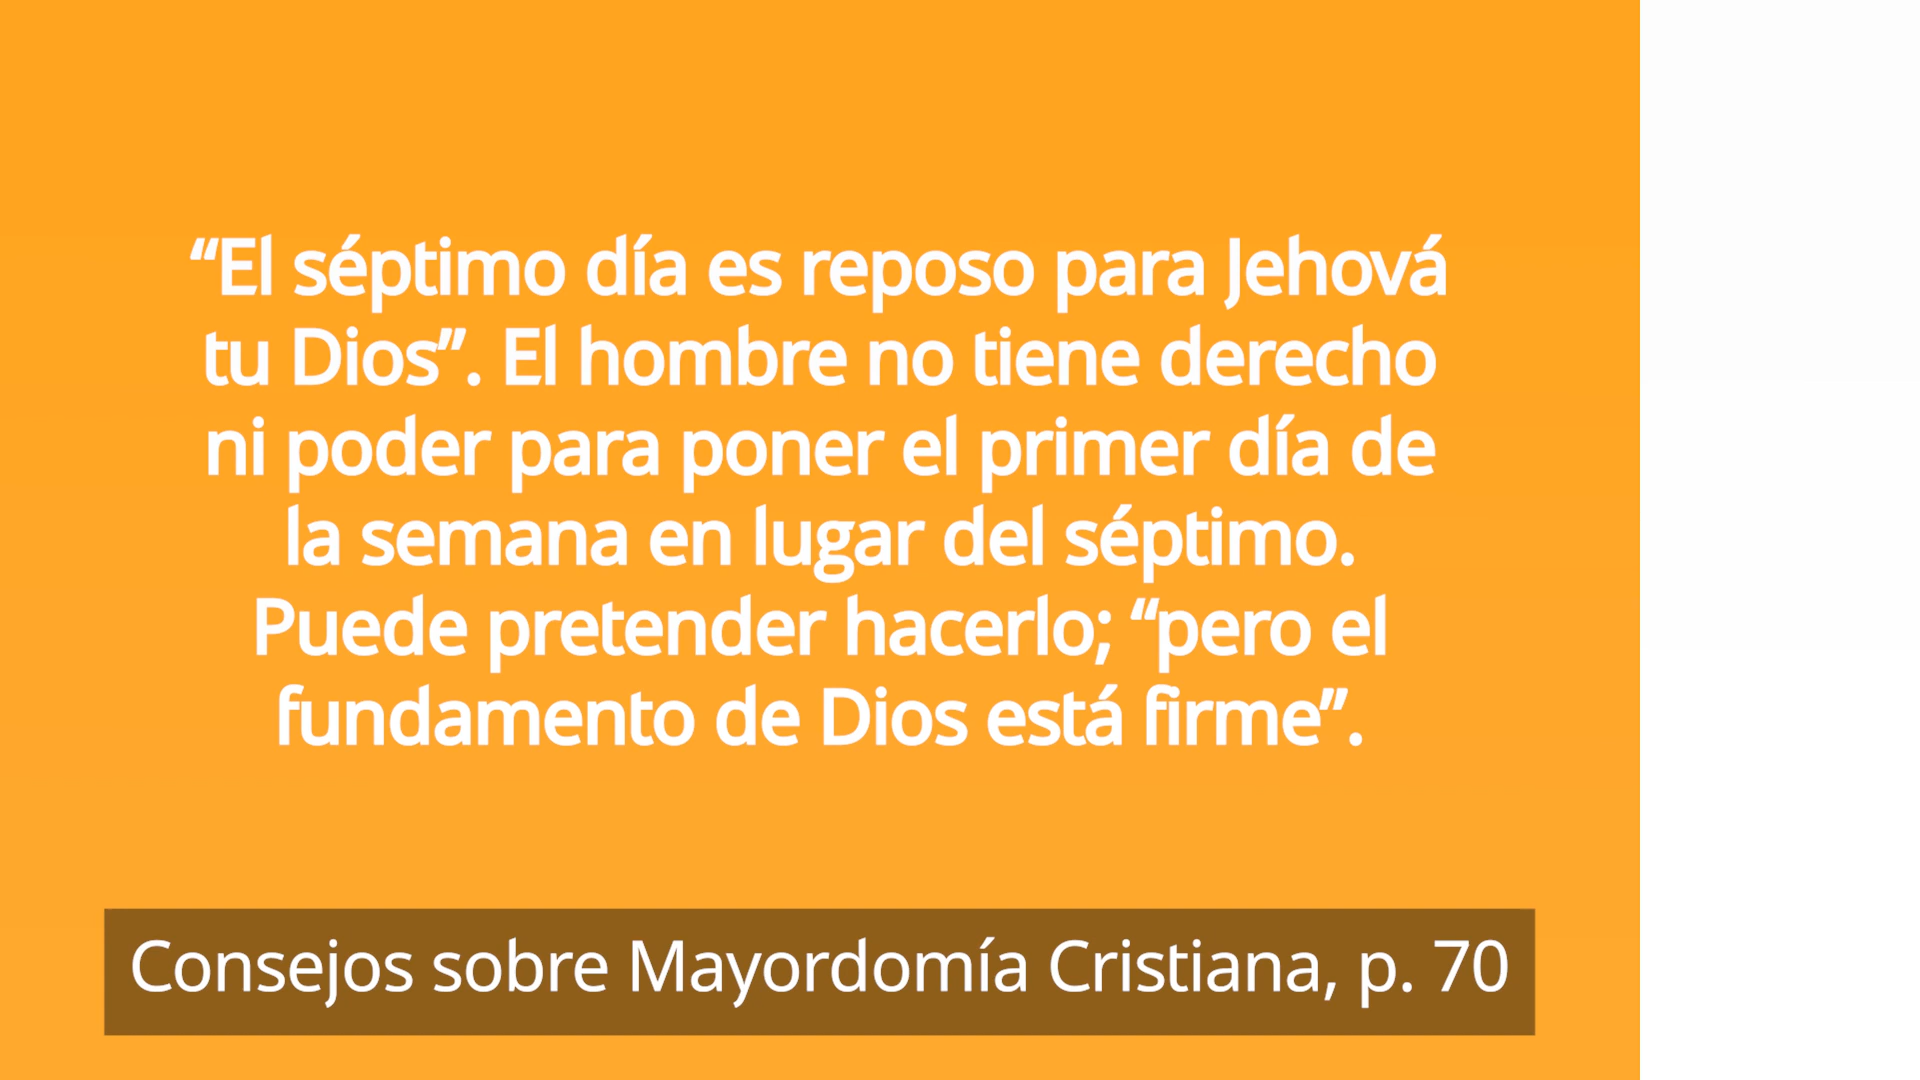 “El séptimo día es reposo para Jehová
tu Dios”. El hombre no tiene derecho
ni poder para poner el primer día de
la semana en lugar del séptimo.
Puede pretender hacerlo; “pero el
fundamento de Dios está firme”.
Consejos sobre Mayordomía Cristiana, p. 70